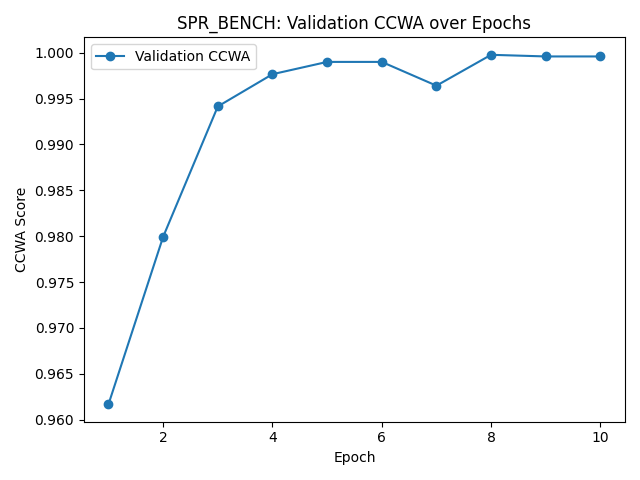 SPR_BENCH: Validation CCWA over Epochs
Validation CCWA
CCWA Score
1.000
0.995
0.990
0.985
0.980
0.975
0.970
0.965
0.960
2 4 6 8 10
Epoch